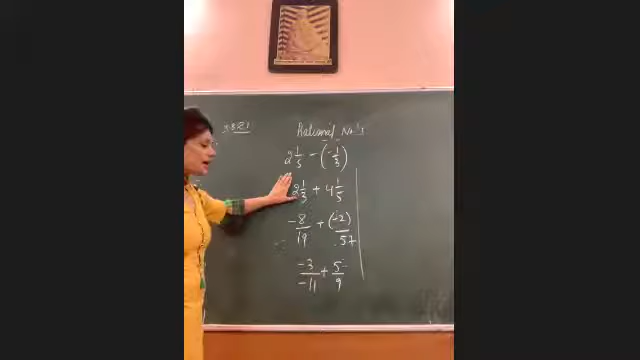 Rational No's
2 1/5 - (-1/3)
2 1/3 + 4 1/5
-8/19 + (-2)/57
-3/-11 + 5/9